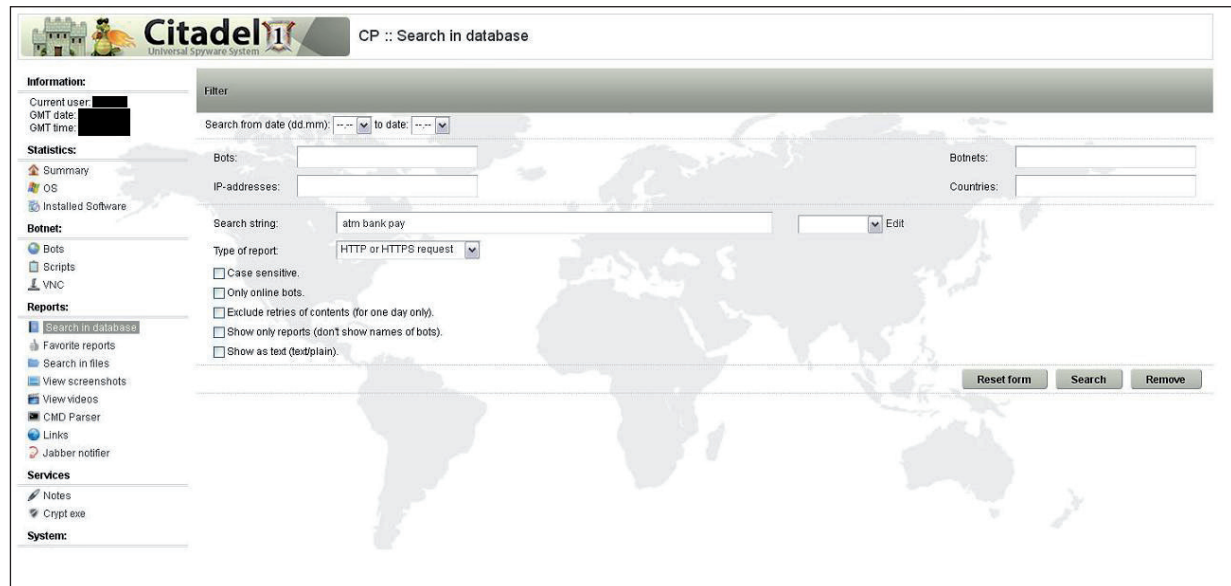 Citadel 1
Universal Spyware System
CP :: Search in database
Information:
Current user:
GMT date:
GMT time:
Statistics:
Summary
OS
Installed Software
Botnet:
Bots
Scripts
VNC
Reports:
Search in database
Favorite reports
Search in files
View screenshots
View videos
CMD Parser
Links
Jabber notifier
Services
Notes
Crypt exe
System:
Filter
Search from date (dd.mm): --.-- to date: --.--
Bots: Botnets:
IP-addresses: Countries:
Search string: atm bank pay Edit
Type of report: HTTP or HTTPS request
Case sensitive.
Only online bots.
Exclude retries of contents (for one day only).
Show only reports (don't show names of bots).
Show as text (text/plain).
Reset form Search Remove